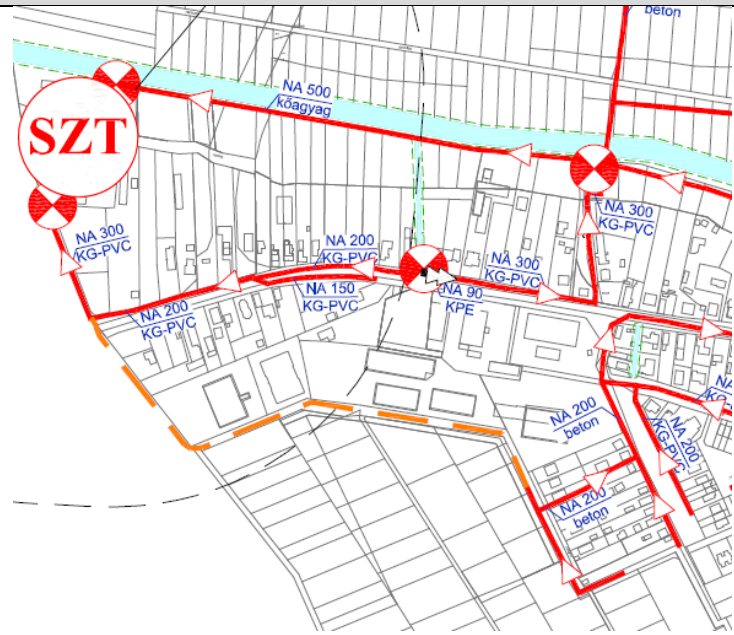 beton
NA 500
kőagyag
SZT
NA 300
KG-PVC
NA 300
KG-PVC
NA 200
KG-PVC
NA 300
KG-PVC
NA 150
KG-PVC
NA 90
KPE
NA 200
KG-PVC
NA 200
beton
NA 200
KG-PVC
NA 200
beton